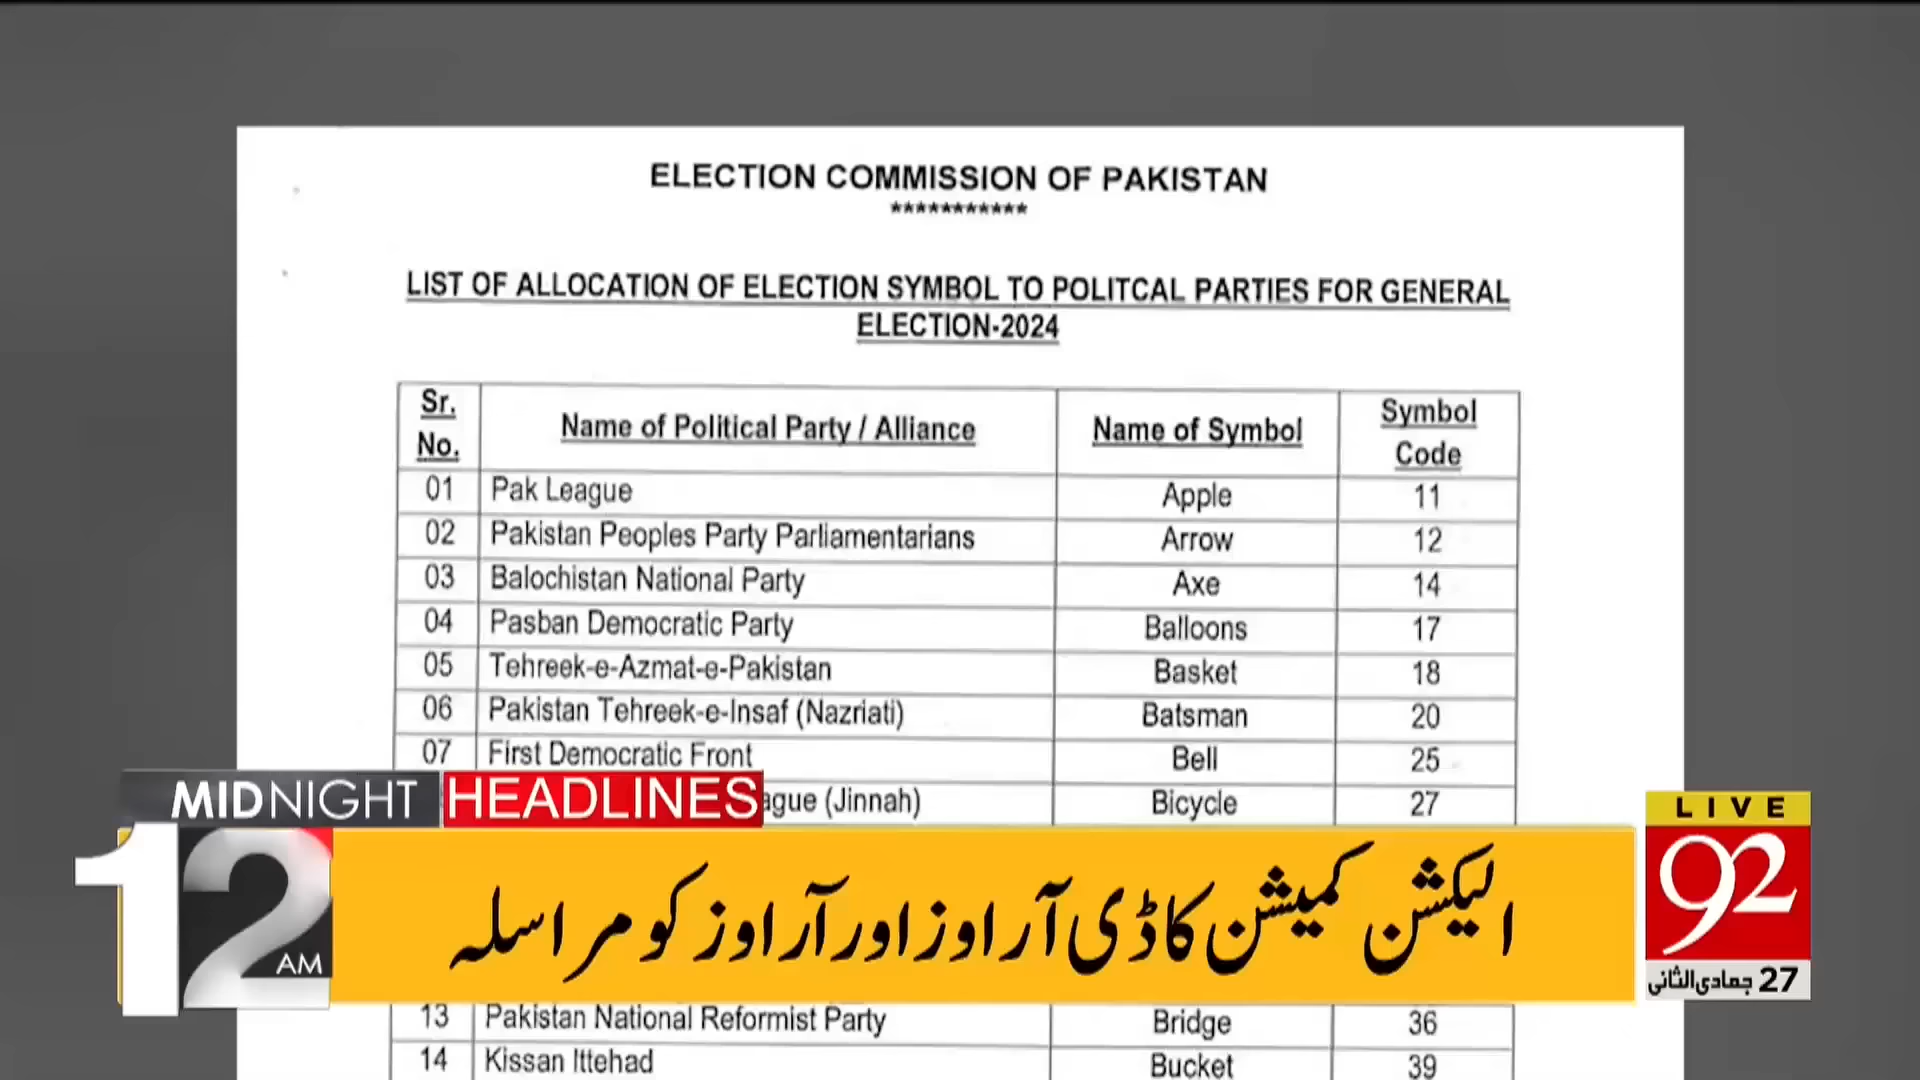 ELECTION COMMISSION OF PAKISTAN
***********
LIST OF ALLOCATION OF ELECTION SYMBOL TO POLITCAL PARTIES FOR GENERAL
ELECTION-2024
Sr. No. Name of Political Party / Alliance Name of Symbol Symbol Code
01 Pak League Apple 11
02 Pakistan Peoples Party Parliamentarians Arrow 12
03 Balochistan National Party Axe 14
04 Pasban Democratic Party Balloons 17
05 Tehreek-e-Azmat-e-Pakistan Basket 18
06 Pakistan Tehreek-e-Insaf (Nazriati) Batsman 20
07 First Democratic Front Bell 25
(Jinnah) Bicycle 27
MIDNIGHT HEADLINES
LIVE
92
12 AM
الیکشن کمیشن کا ڈی آر اوز اور آر اوز کو مراسلہ
27 جمادی الثانی
13 Pakistan National Reformist Party Bridge 36
14 Kissan Ittehad Bucket 39